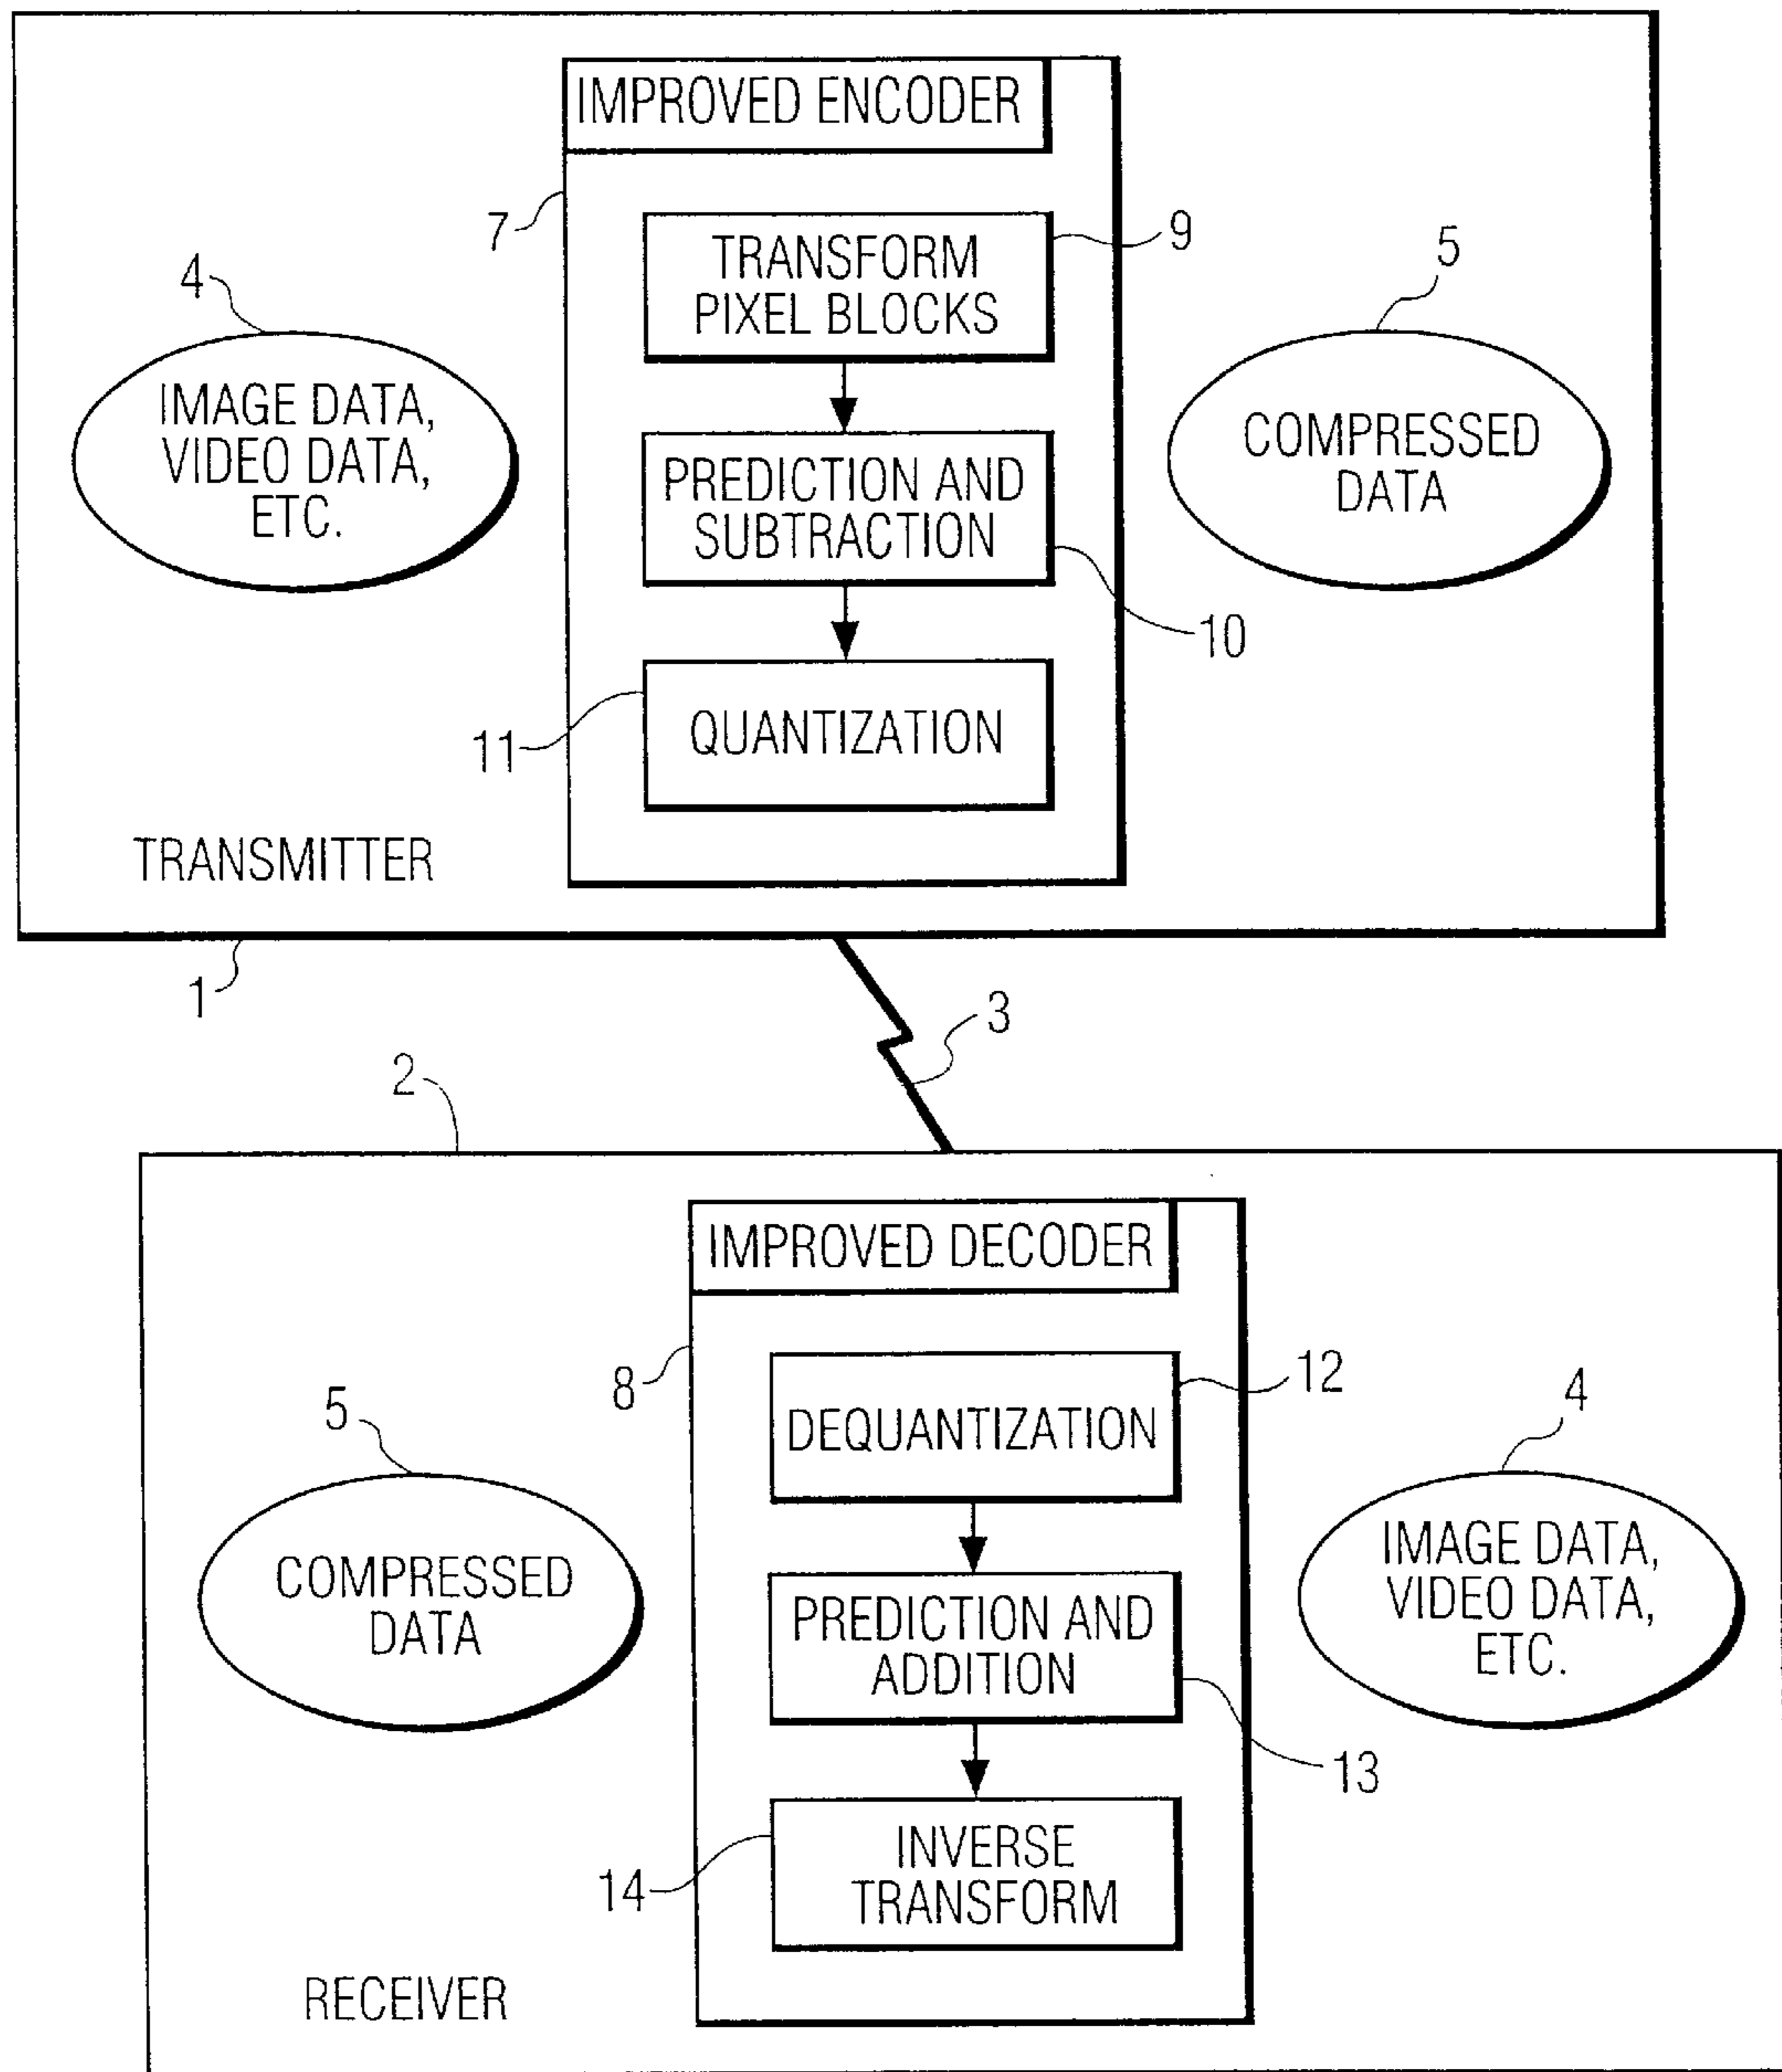 IMPROVED ENCODER
7
9
TRANSFORM
PIXEL BLOCKS
4
5
IMAGE DATA,
VIDEO DATA,
ETC.
PREDICTION AND
SUBTRACTION
COMPRESSED
DATA
10
11
QUANTIZATION
TRANSMITTER
1
3
2
IMPROVED DECODER
8
12
DEQUANTIZATION
5
4
COMPRESSED
DATA
PREDICTION AND
ADDITION
IMAGE DATA,
VIDEO DATA,
ETC.
13
14
INVERSE
TRANSFORM
RECEIVER